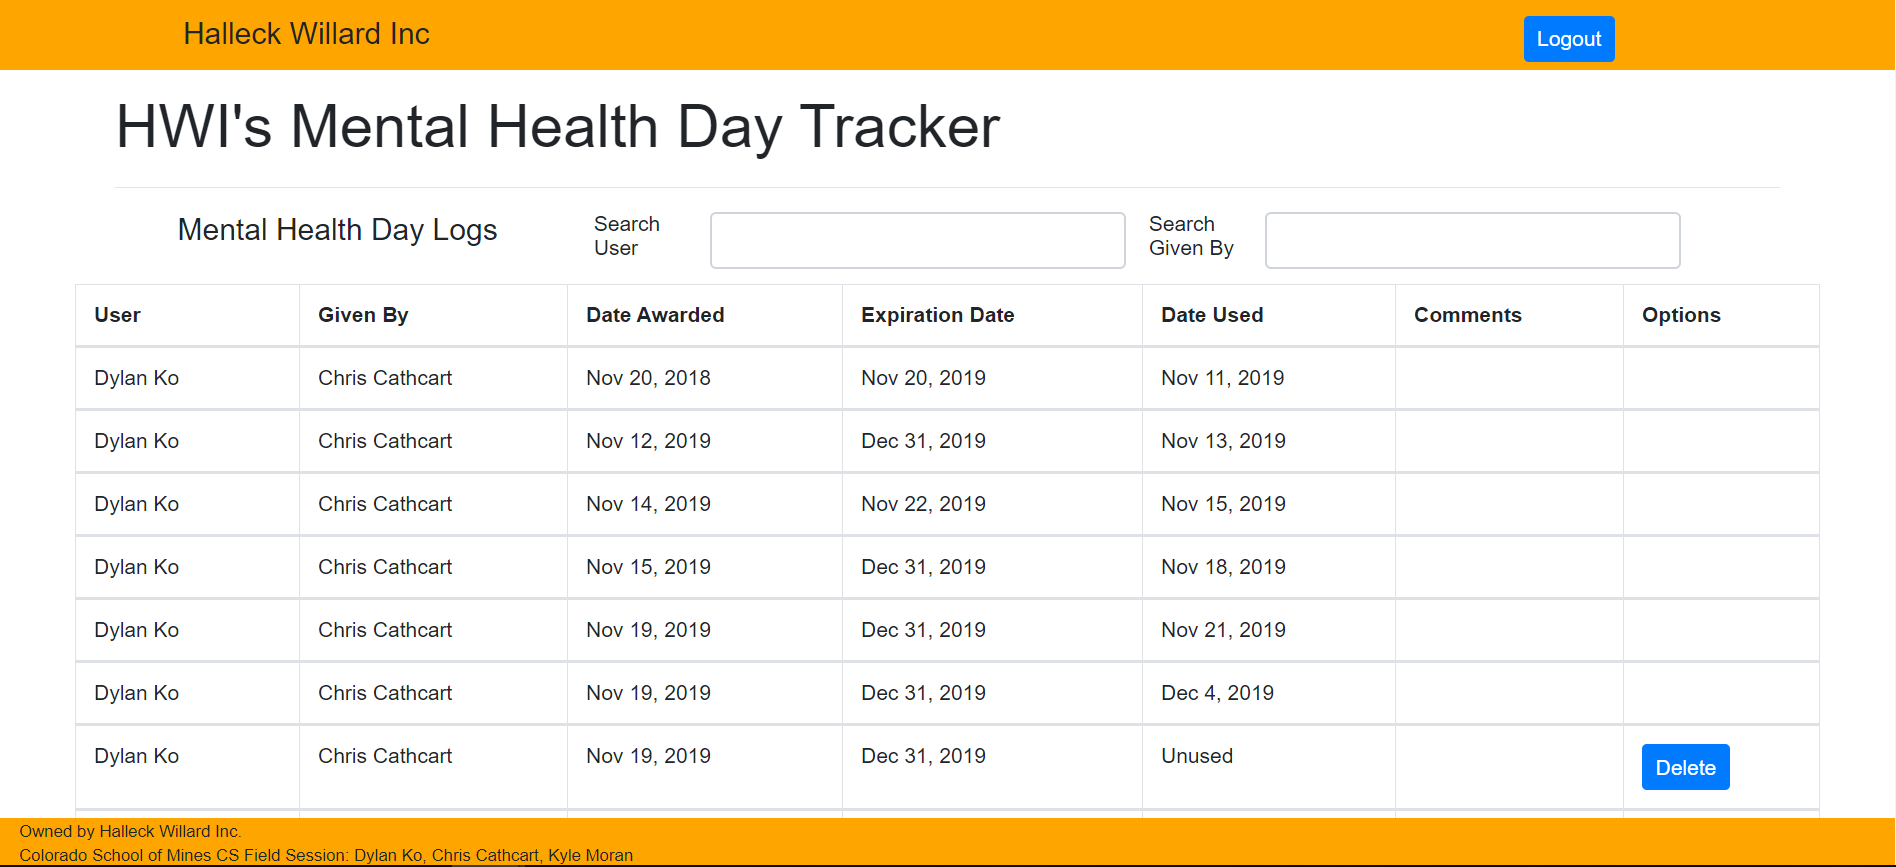 Halleck Willard Inc
Logout
HWI's Mental Health Day Tracker
Mental Health Day Logs
Search User
Search Given By
User Given By Date Awarded Expiration Date Date Used Comments Options
Dylan Ko Chris Cathcart Nov 20, 2018 Nov 20, 2019 Nov 11, 2019
Dylan Ko Chris Cathcart Nov 12, 2019 Dec 31, 2019 Nov 13, 2019
Dylan Ko Chris Cathcart Nov 14, 2019 Nov 22, 2019 Nov 15, 2019
Dylan Ko Chris Cathcart Nov 15, 2019 Dec 31, 2019 Nov 18, 2019
Dylan Ko Chris Cathcart Nov 19, 2019 Dec 31, 2019 Nov 21, 2019
Dylan Ko Chris Cathcart Nov 19, 2019 Dec 31, 2019 Dec 4, 2019
Dylan Ko Chris Cathcart Nov 19, 2019 Dec 31, 2019 Unused Delete
Owned by Halleck Willard Inc.
Colorado School of Mines CS Field Session: Dylan Ko, Chris Cathcart, Kyle Moran